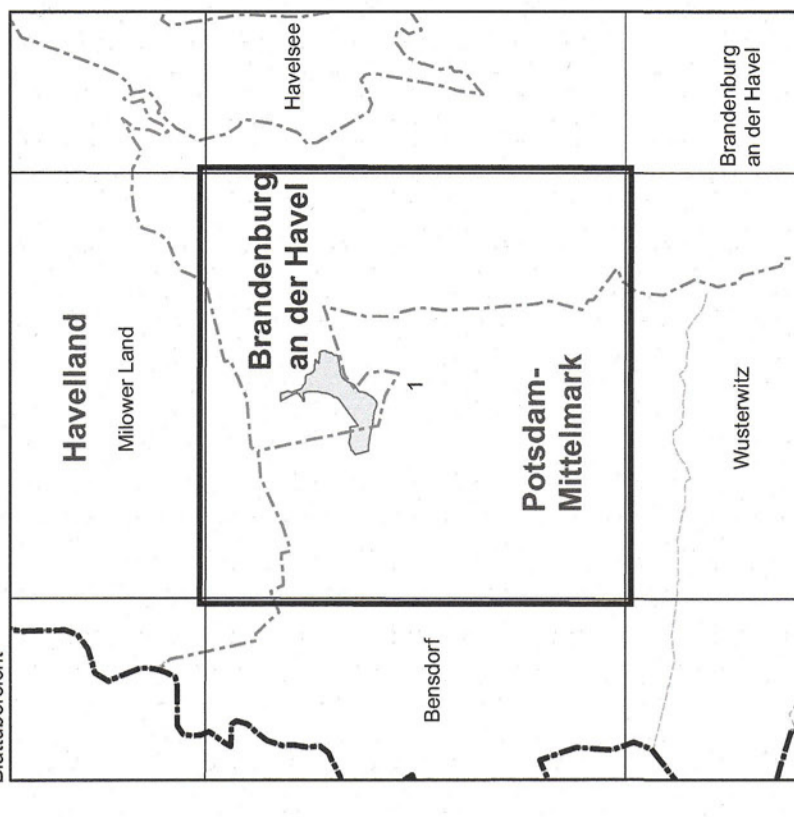 Blattübersicht
Havelland
Milower Land
Brandenburg
an der Havel
Havelsee
1
Bensdorf
Potsdam-
Mittelmark
Wusterwitz
Brandenburg
an der Havel